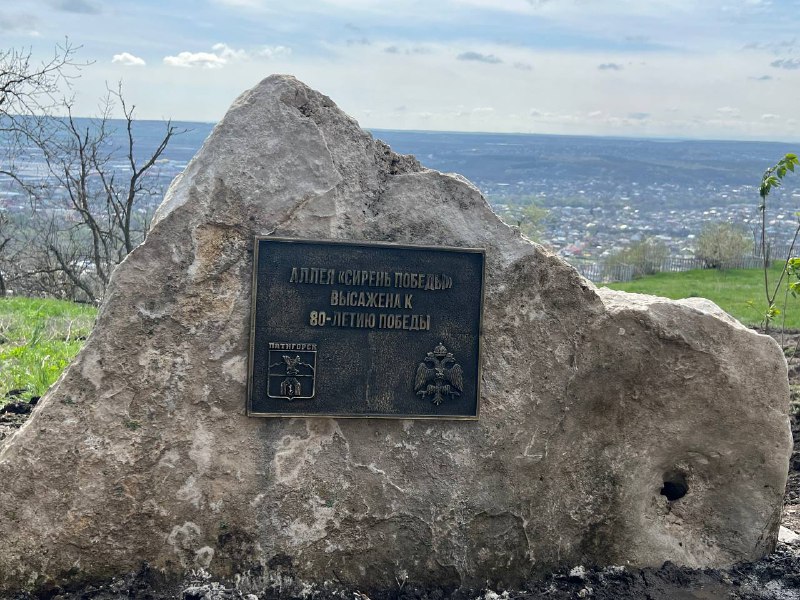 АЛЛЕЯ «СИРЕНЬ ПОБЕДЫ»
ВЫСАЖЕНА К
80-ЛЕТИЮ ПОБЕДЫ
ПЯТИГОРСК